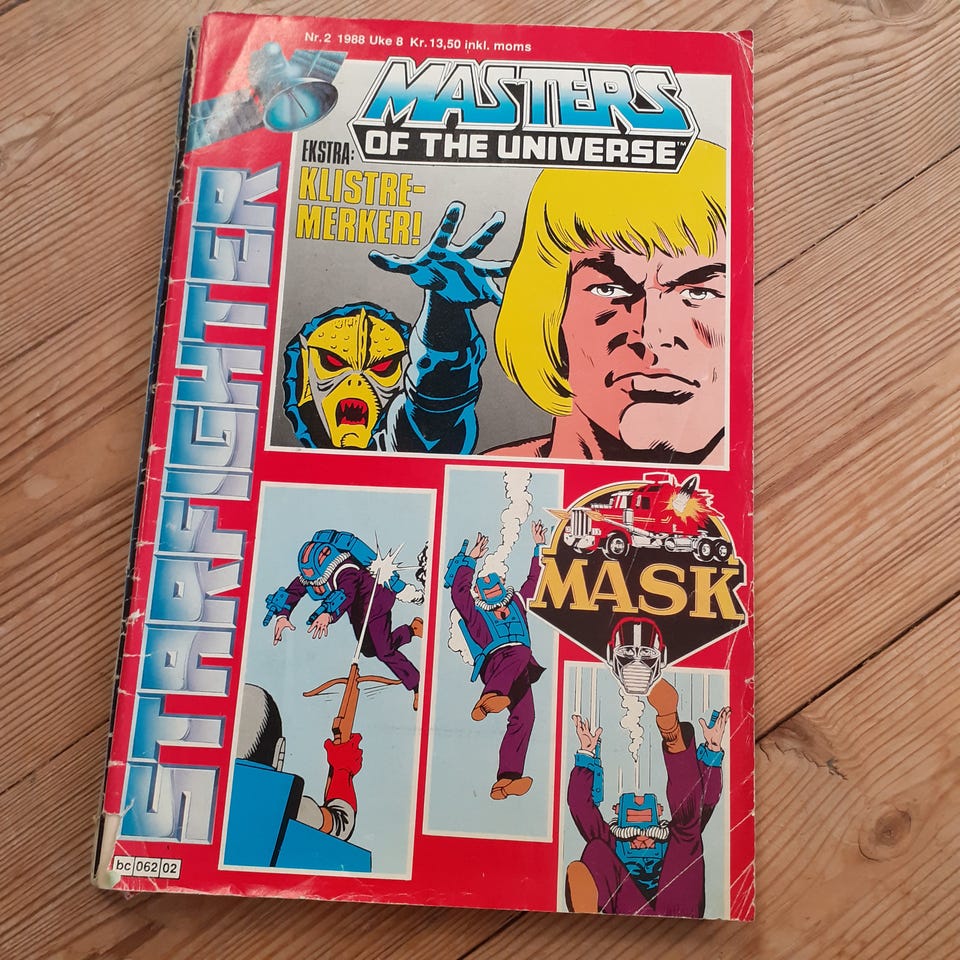 Nr. 2 1988 Uke 8 Kr. 13,50 inkl. moms
MASTERS
OF THE UNIVERSE™
EKSTRA:
KLISTRE-
MERKER!
STARFIGHTER
MASK
bc 062 02